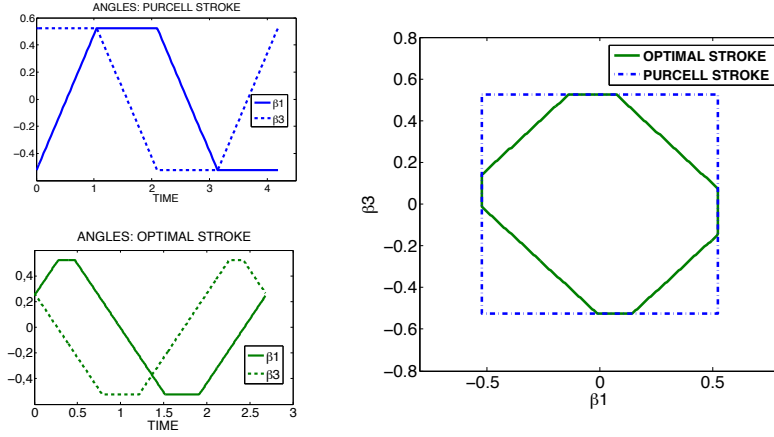 ANGLES: PURCELL STROKE
0.6
0.4
0.2
0
−0.2
−0.4
0 1 2 3 4
TIME
β1
β3
ANGLES: OPTIMAL STROKE
0,4
0,2
0
−0,2
−0,4
0 0.5 1 1.5 2 2.5 3
TIME
β1
β3
0.8
0.6
0.4
0.2
0
−0.2
−0.4
−0.6
−0.8
−0.5 0 0.5
β1
β3
OPTIMAL STROKE
PURCELL STROKE